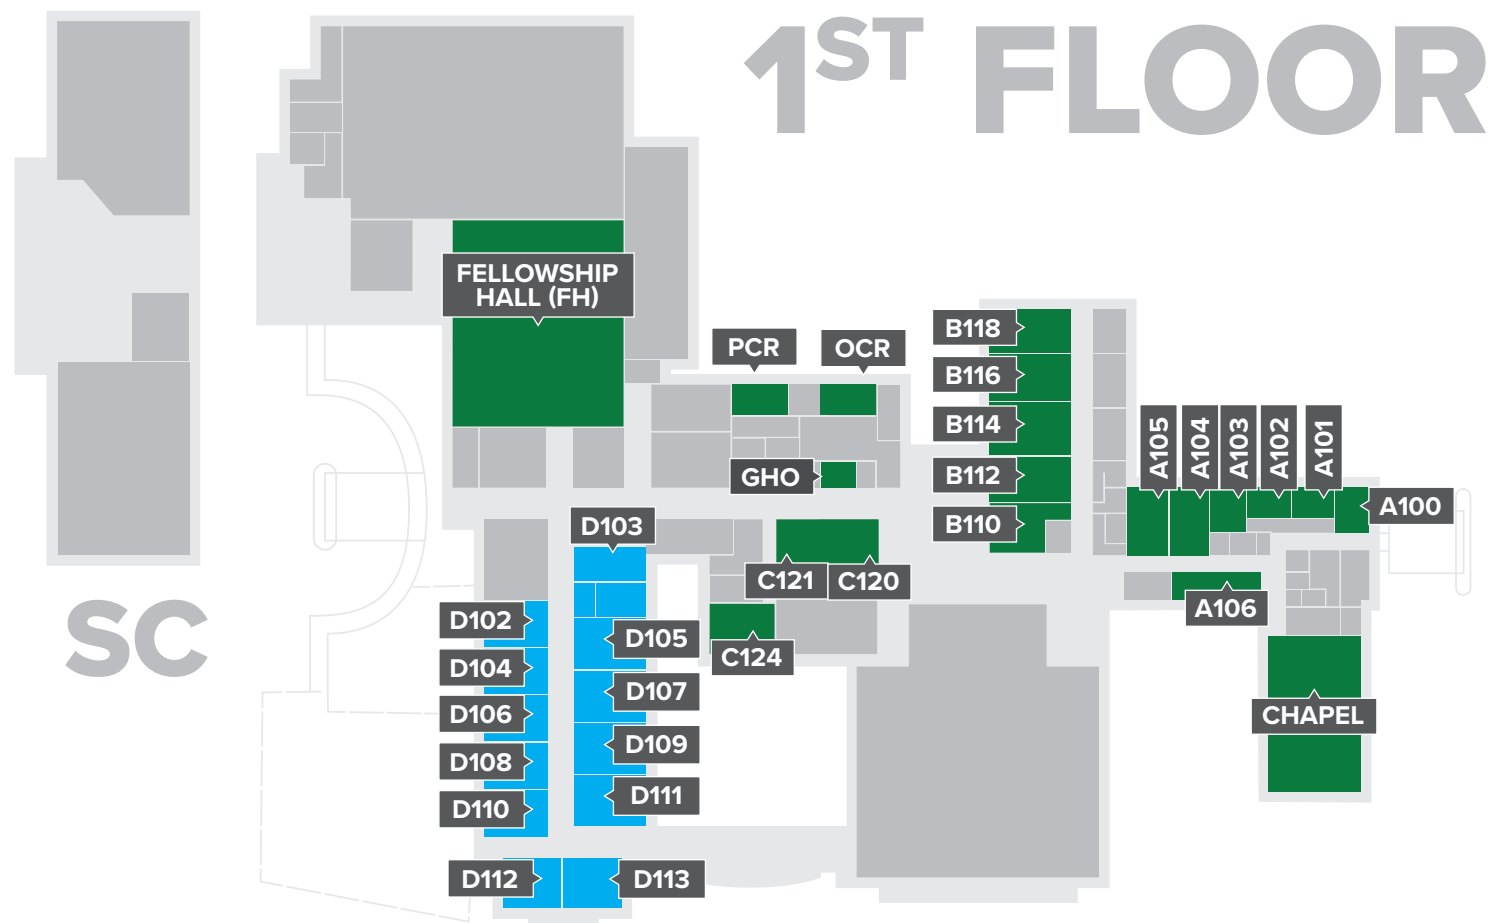 1ST FLOOR
FELLOWSHIP
HALL (FH)
PCR
OCR
GHO
B118
B116
B114
B112
B110
A105
A104
A103
A102
A101
A100
A106
CHAPEL
C121
C120
C124
SC
D103
D102
D105
D104
D107
D106
D109
D108
D111
D110
D112
D113